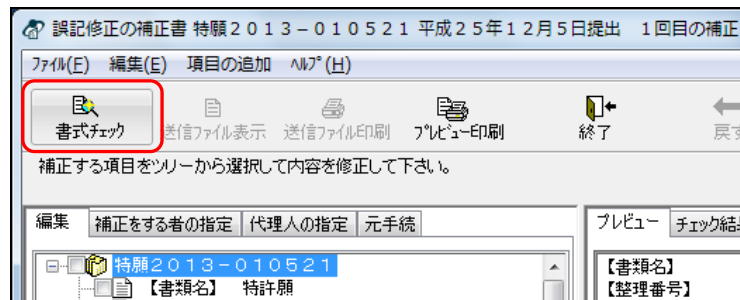 誤記修正の補正書 特願２０１３－０１０５２１ 平成２５年１２月５日提出　１回目の補正
ﾌｧｲﾙ(F) 編集(E) 項目の追加 ﾍﾙﾌﾟ(H)
書式ﾁｪｯｸ 送信ﾌｧｲﾙ表示 送信ﾌｧｲﾙ印刷 ﾌﾟﾚﾋﾞｭｰ印刷 終了 戻す
補正する項目をツリーから選択して内容を修正して下さい。
編集 補正をする者の指定 代理人の指定 元手続 プレビュー チェック結果
特願２０１３－０１０５２１ 【書類名】
【書類名】　特許願 【整理番号】